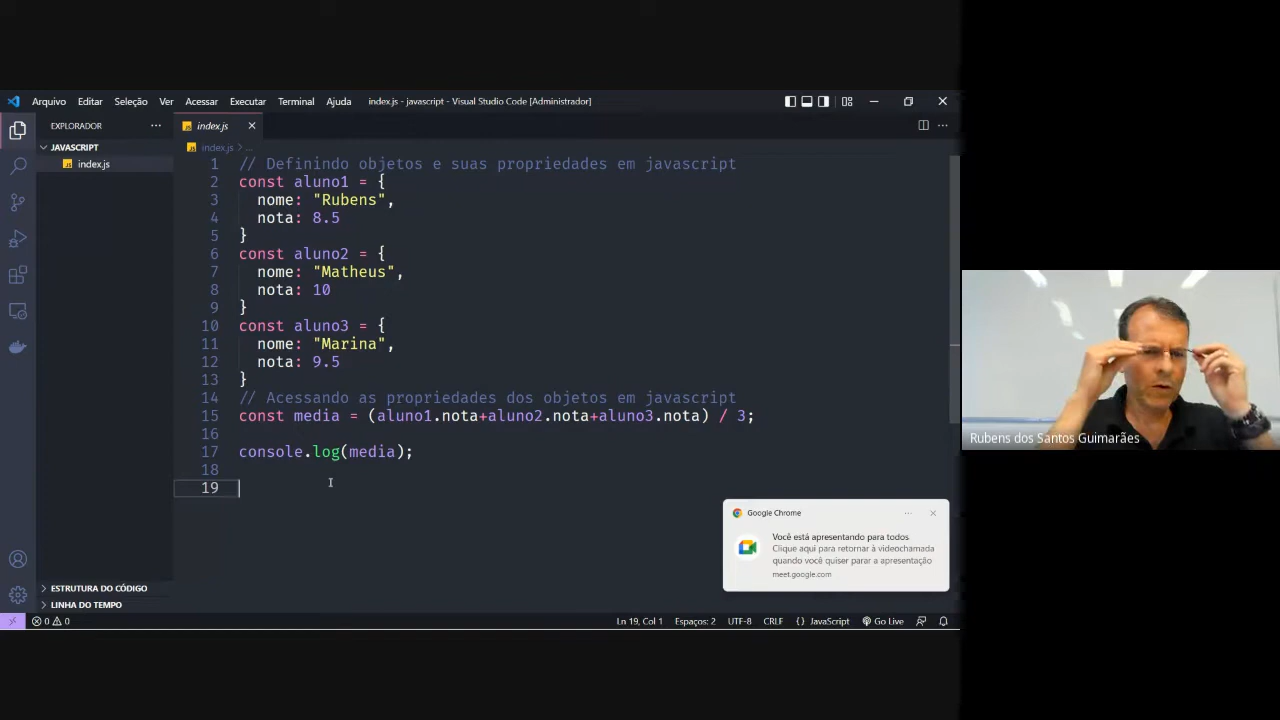 Arquivo Editar Seleção Ver Acessar Executar Terminal Ajuda index.js - javascript - Visual Studio Code [Administrador]
EXPLORADOR
JAVASCRIPT
JS index.js
ESTRUTURA DO CÓDIGO
LINHA DO TEMPO
JS index.js
JS index.js > ...
1 // Definindo objetos e suas propriedades em javascript
2 const aluno1 = {
3 nome: "Rubens",
4 nota: 8.5
5 }
6 const aluno2 = {
7 nome: "Matheus",
8 nota: 10
9 }
10 const aluno3 = {
11 nome: "Marina",
12 nota: 9.5
13 }
14 // Acessando as propriedades dos objetos em javascript
15 const media = (aluno1.nota+aluno2.nota+aluno3.nota) / 3;
16
17 console.log(media);
18
19
Google Chrome
Você está apresentando para todos
Clique aqui para retornar à videochamada
quando você quiser parar a apresentação
meet.google.com
0 0 Ln 19, Col 1 Espaços: 2 UTF-8 CRLF {} JavaScript Go Live
Rubens dos Santos Guimarães